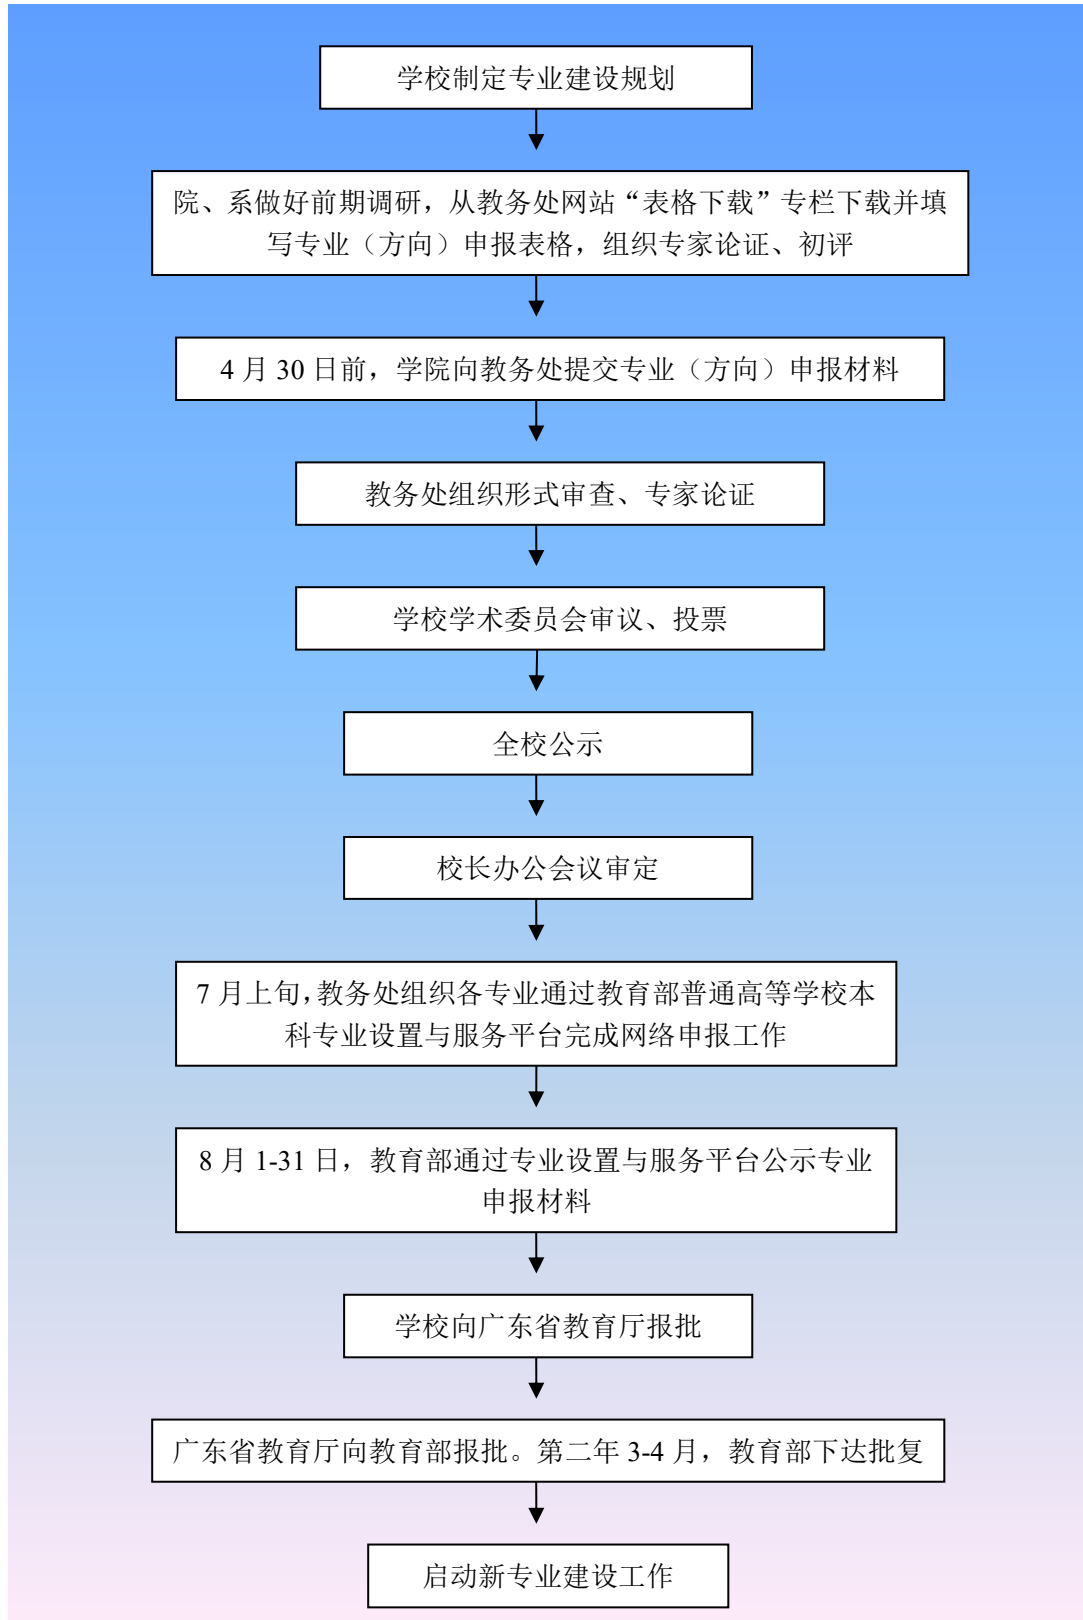 学校制定专业建设规划
院、系做好前期调研，从教务处网站“表格下载”专栏下载并填
写专业（方向）申报表格，组织专家论证、初评
4 月 30 日前，学院向教务处提交专业（方向）申报材料
教务处组织形式审查、专家论证
学校学术委员会审议、投票
全校公示
校长办公会议审定
7 月上旬，教务处组织各专业通过教育部普通高等学校本
科专业设置与服务平台完成网络申报工作
8 月 1-31 日，教育部通过专业设置与服务平台公示专业
申报材料
学校向广东省教育厅报批
广东省教育厅向教育部报批。第二年 3-4 月，教育部下达批复
启动新专业建设工作